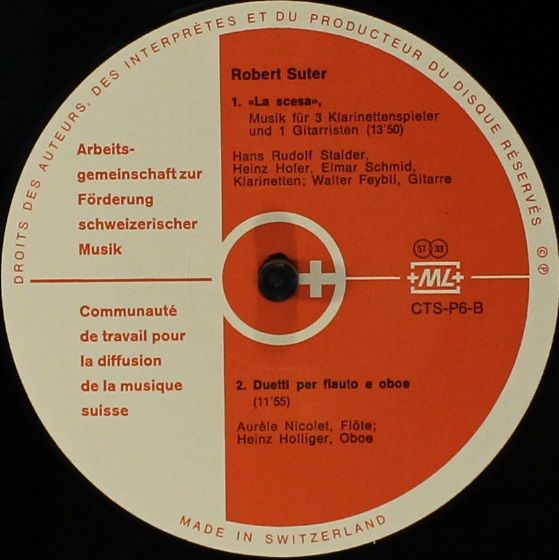 DROITS DES AUTEURS, DES INTERPRÈTES ET DU PRODUCTEUR DU DISQUE RÉSERVÉS © P
Robert Suter
1. «La scesa»,
Musik für 3 Klarinettenspieler
und 1 Gitarristen (13'50)
Hans Rudolf Stalder,
Heinz Hofer, Elmar Schmid,
Klarinetten; Walter Feybli, Gitarre
Arbeits-
gemeinschaft zur
Förderung
schweizerischer
Musik
ST 33
+ML+
CTS-P6-B
Communauté
de travail pour
la diffusion
de la musique
suisse
2. Duetti per flauto e oboe
(11'55)
Aurèle Nicolet, Flöte;
Heinz Holliger, Oboe
MADE IN SWITZERLAND